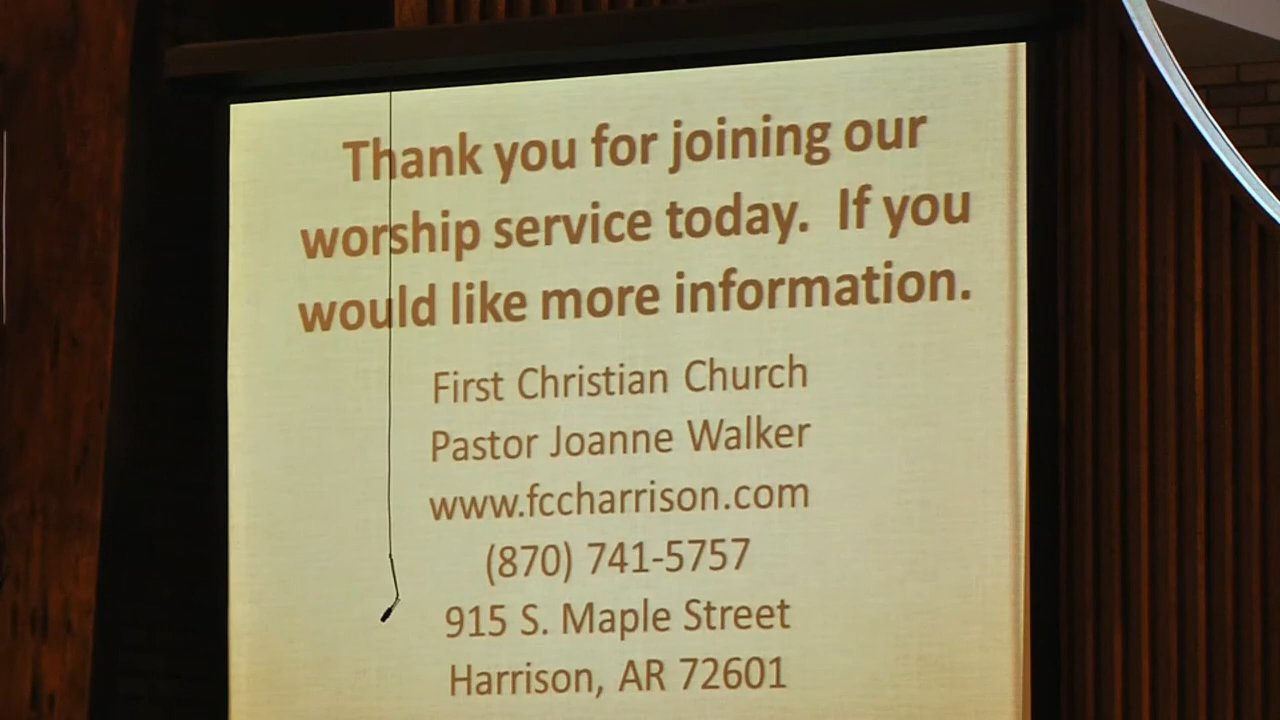 Thank you for joining our
worship service today.  If you
would like more information.
First Christian Church
Pastor Joanne Walker
www.fccharrison.com
(870) 741-5757
915 S. Maple Street
Harrison, AR 72601